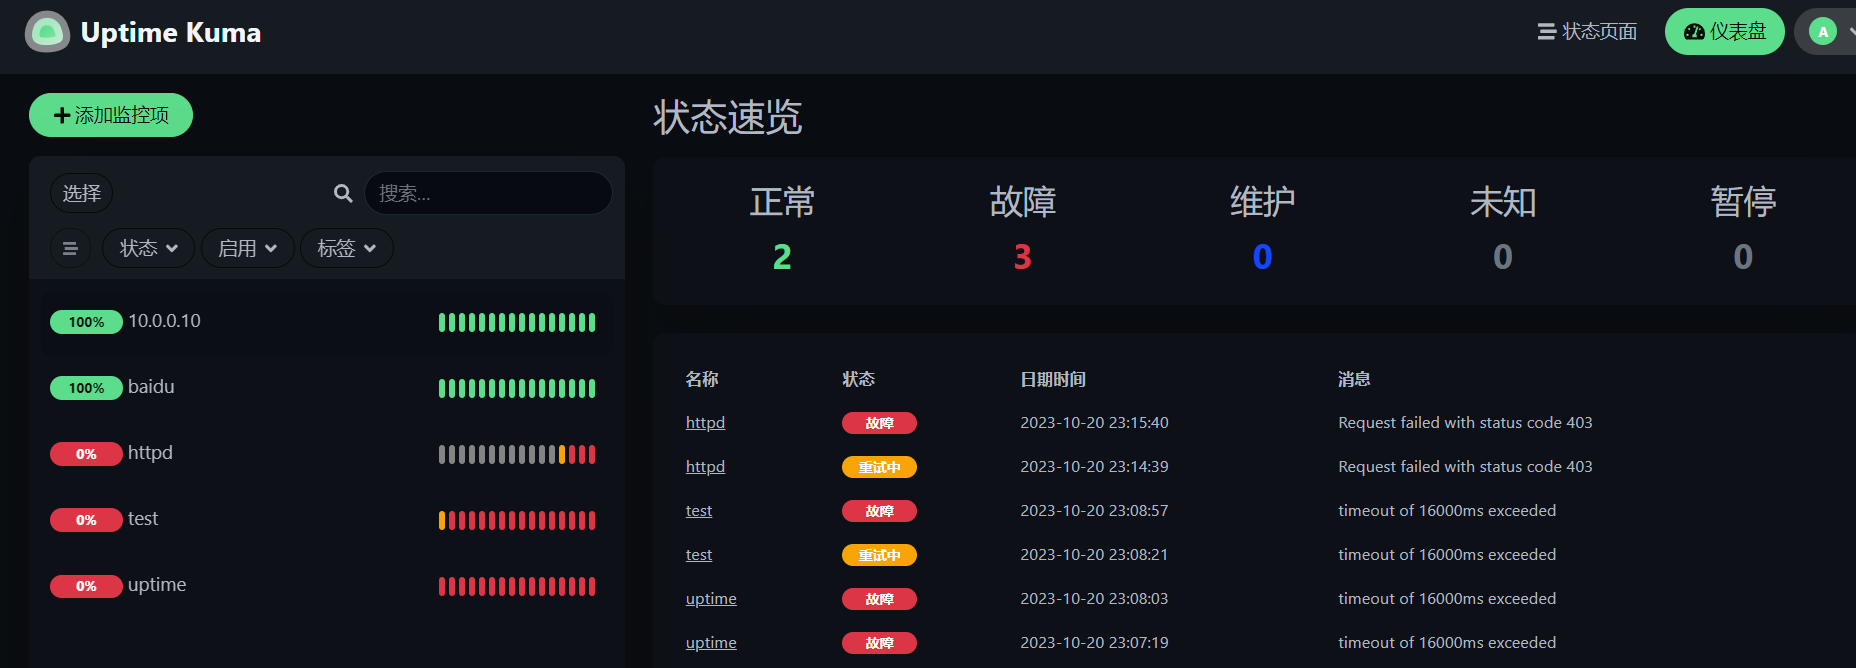 Uptime Kuma
状态页面
仪表盘
A
添加监控项
选择
搜索...
状态
启用
标签
100% 10.0.0.10
100% baidu
0% httpd
0% test
0% uptime
状态速览
正常 故障 维护 未知 暂停
2 3 0 0 0
名称 状态 日期时间 消息
httpd 故障 2023-10-20 23:15:40 Request failed with status code 403
httpd 重试中 2023-10-20 23:14:39 Request failed with status code 403
test 故障 2023-10-20 23:08:57 timeout of 16000ms exceeded
test 重试中 2023-10-20 23:08:21 timeout of 16000ms exceeded
uptime 故障 2023-10-20 23:08:03 timeout of 16000ms exceeded
uptime 故障 2023-10-20 23:07:19 timeout of 16000ms exceeded